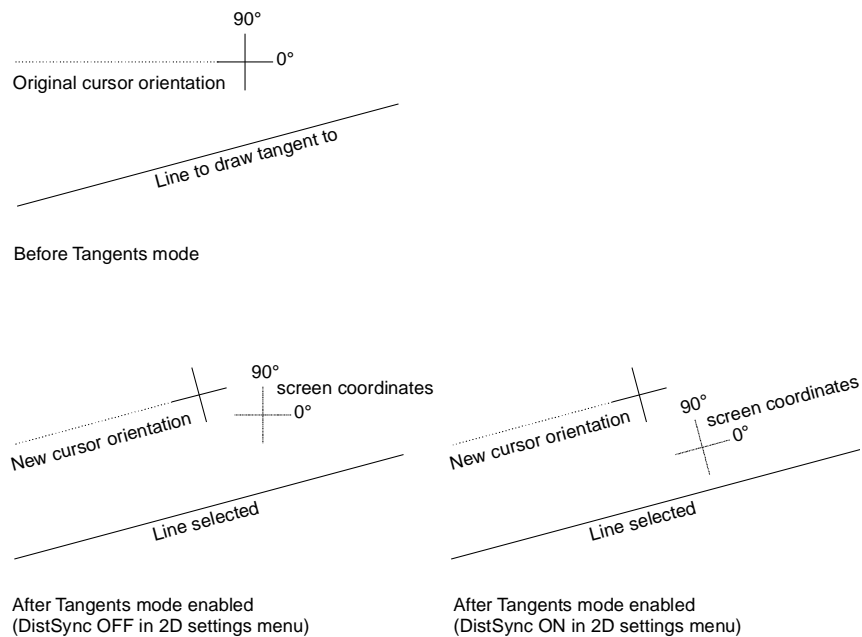 90°
0°
Original cursor orientation
Line to draw tangent to
Before Tangents mode
90°
screen coordinates
0°
New cursor orientation
Line selected
After Tangents mode enabled
(DistSync OFF in 2D settings menu)
90°
screen coordinates
0°
New cursor orientation
Line selected
After Tangents mode enabled
(DistSync ON in 2D settings menu)